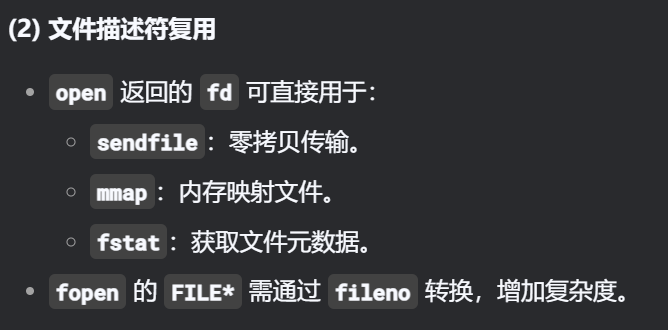 (2) 文件描述符复用
open 返回的 fd 可直接用于：
sendfile：零拷贝传输。
mmap：内存映射文件。
fstat：获取文件元数据。
fopen 的 FILE* 需通过 fileno 转换，增加复杂度。